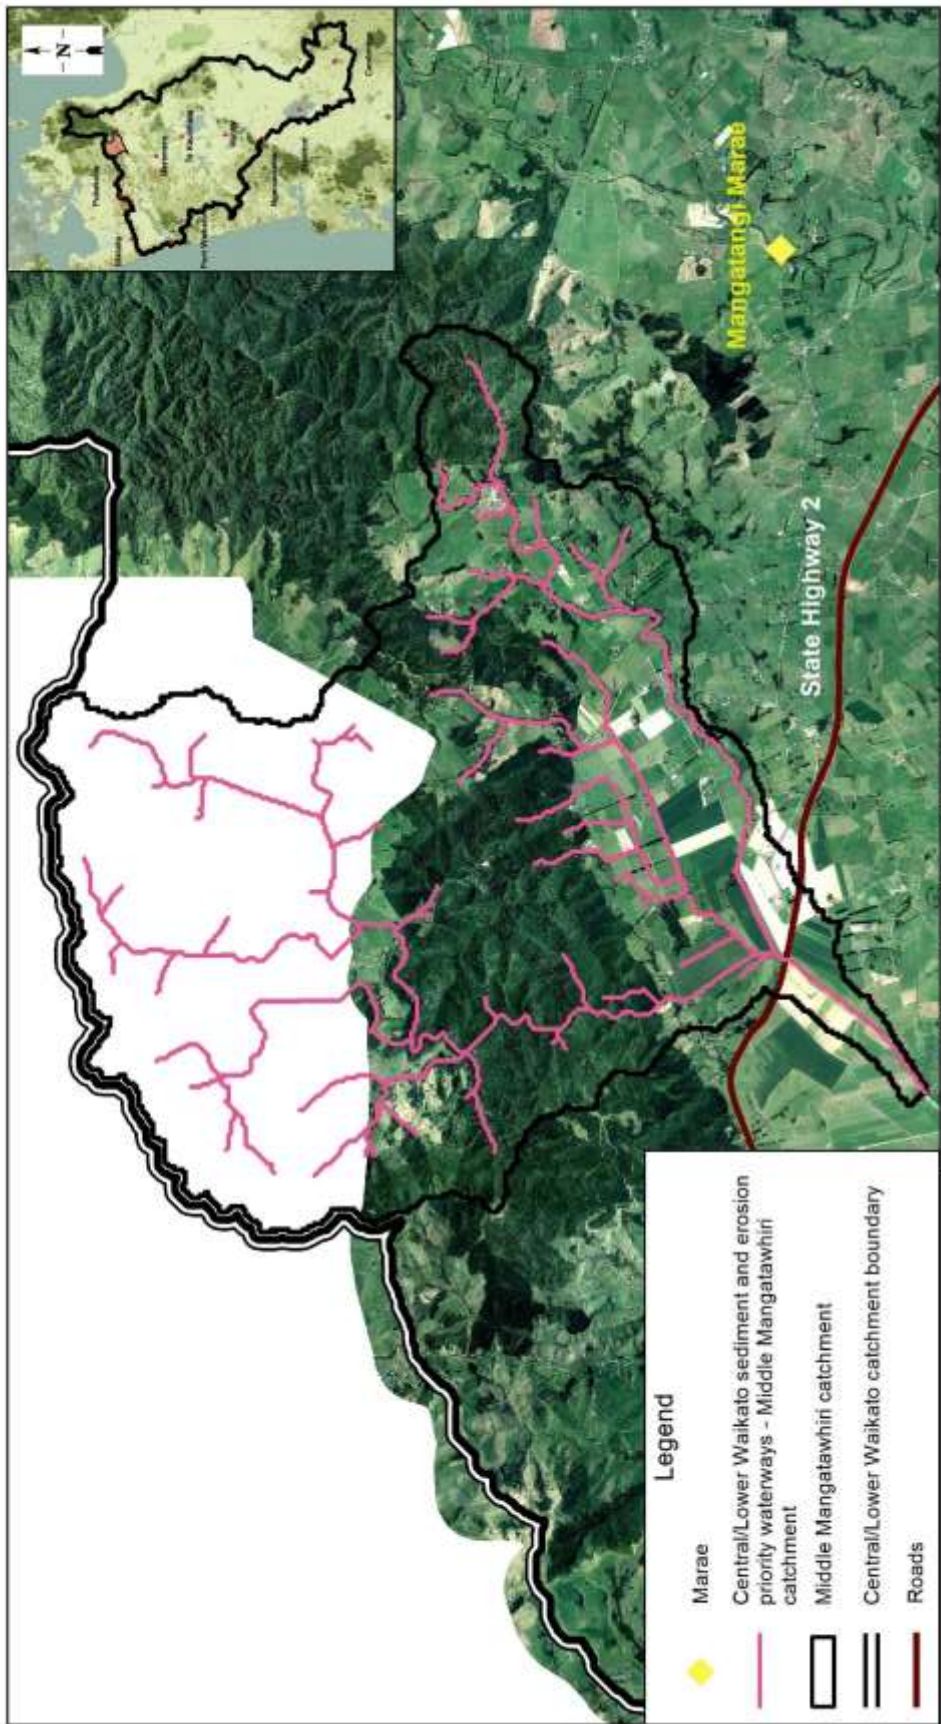 N
Pukekohe
Mangatangi Marae
State Highway 2
Legend
Marae
Central/Lower Waikato sediment and erosion
priority waterways - Middle Mangatawhiri
catchment
Middle Mangatawhiri catchment
Central/Lower Waikato catchment boundary
Roads